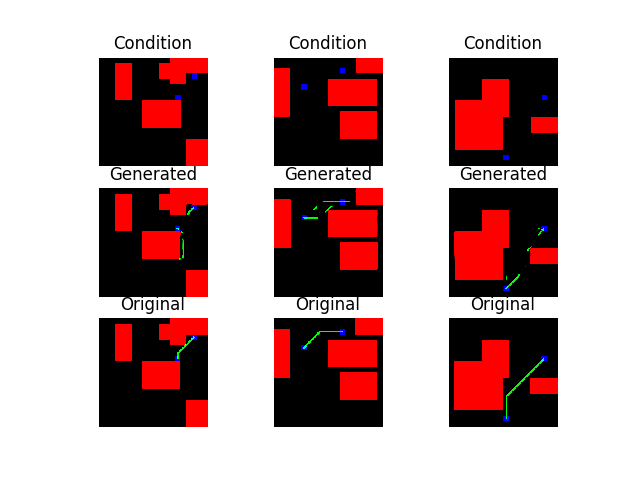 Condition Condition Condition
Generated Generated Generated
Original Original Original